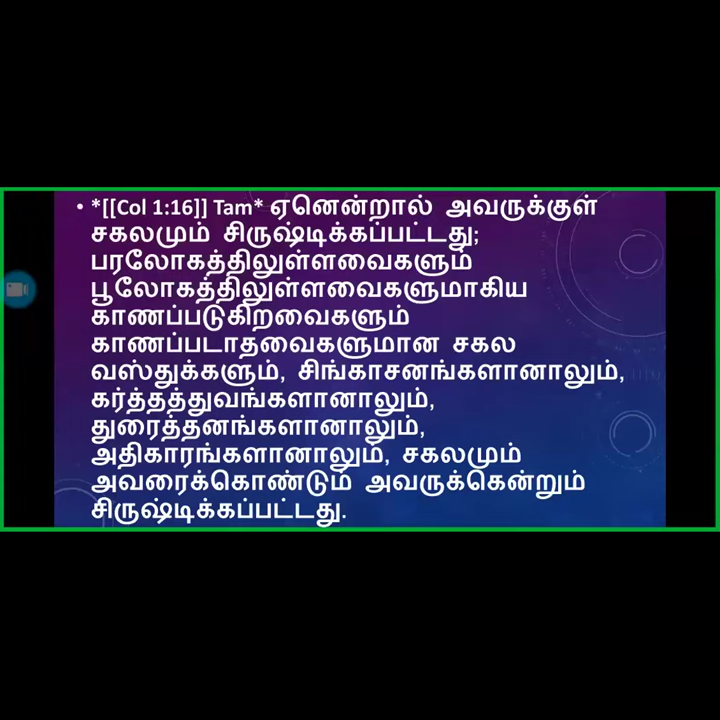 • *[[Col 1:16]] Tam* ஏனென்றால் அவருக்குள்
சகலமும் சிருஷ்டிக்கப்பட்டது;
பரலோகத்திலுள்ளவைகளும்
பூலோகத்திலுள்ளவைகளுமாகிய
காணப்படுகிறவைகளும்
காணப்படாதவைகளுமான சகல
வஸ்துக்களும், சிங்காசனங்களானாலும்,
கர்த்தத்துவங்களானாலும்,
துரைத்தனங்களானாலும்,
அதிகாரங்களானாலும், சகலமும்
அவரைக்கொண்டும் அவருக்கென்றும்
சிருஷ்டிக்கப்பட்டது.